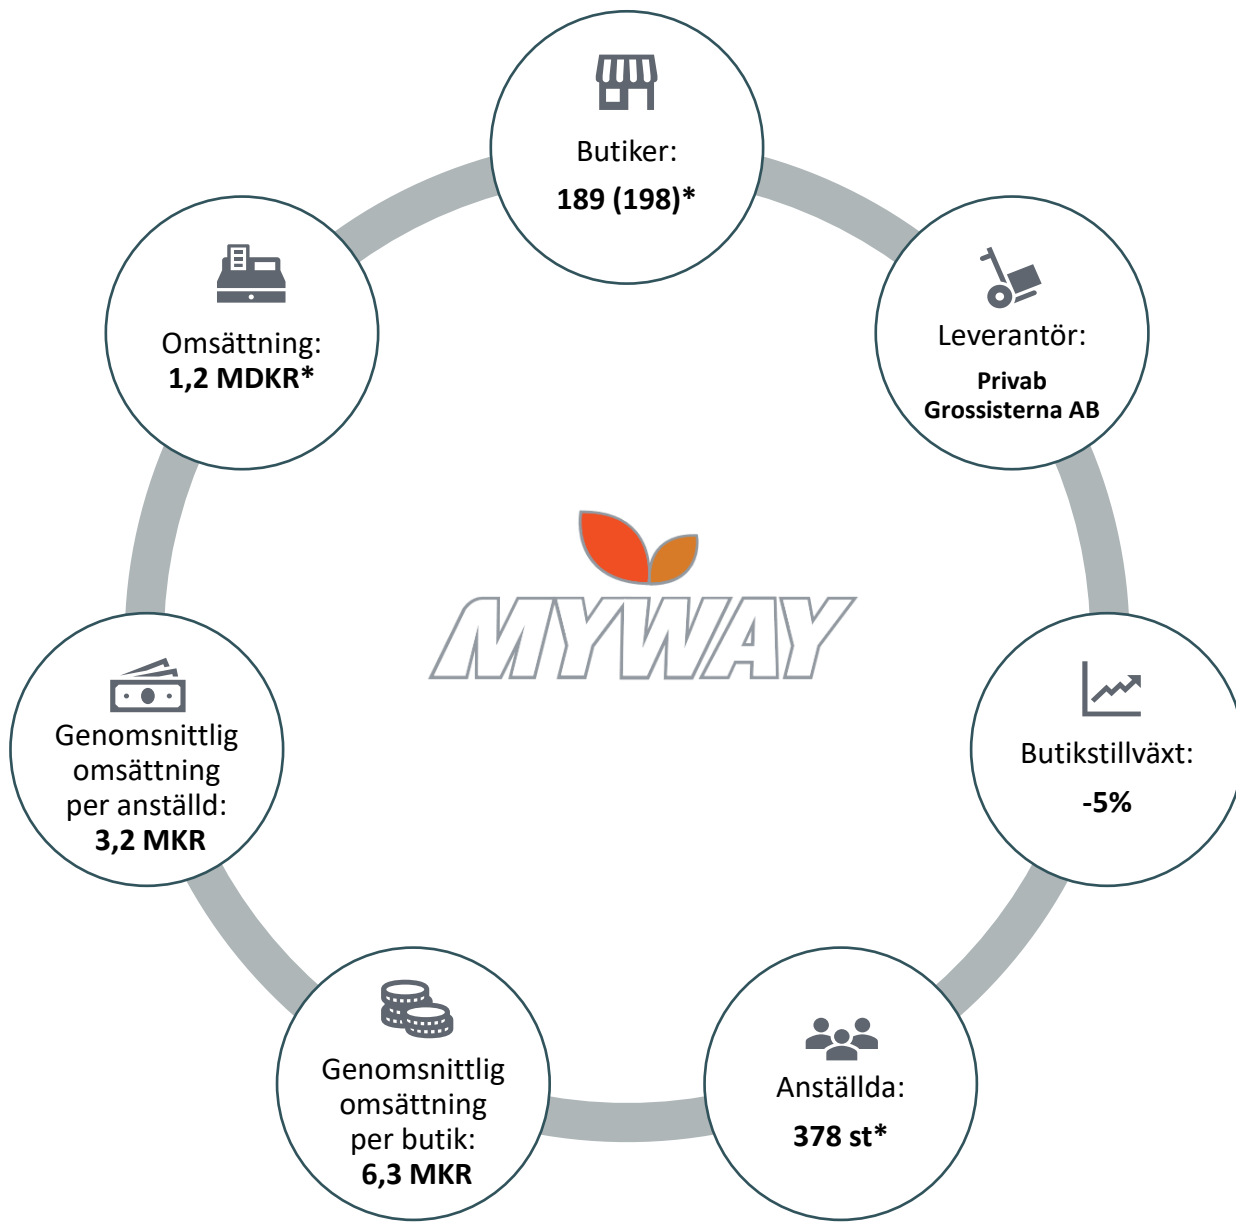 Butiker:
189 (198)*
Leverantör:
Privab
Grossisterna AB
Butikstillväxt:
-5%
Anställda:
378 st*
Genomsnittlig
omsättning
per butik:
6,3 MKR
Genomsnittlig
omsättning
per anställd:
3,2 MKR
Omsättning:
1,2 MDKR*
MYWAY